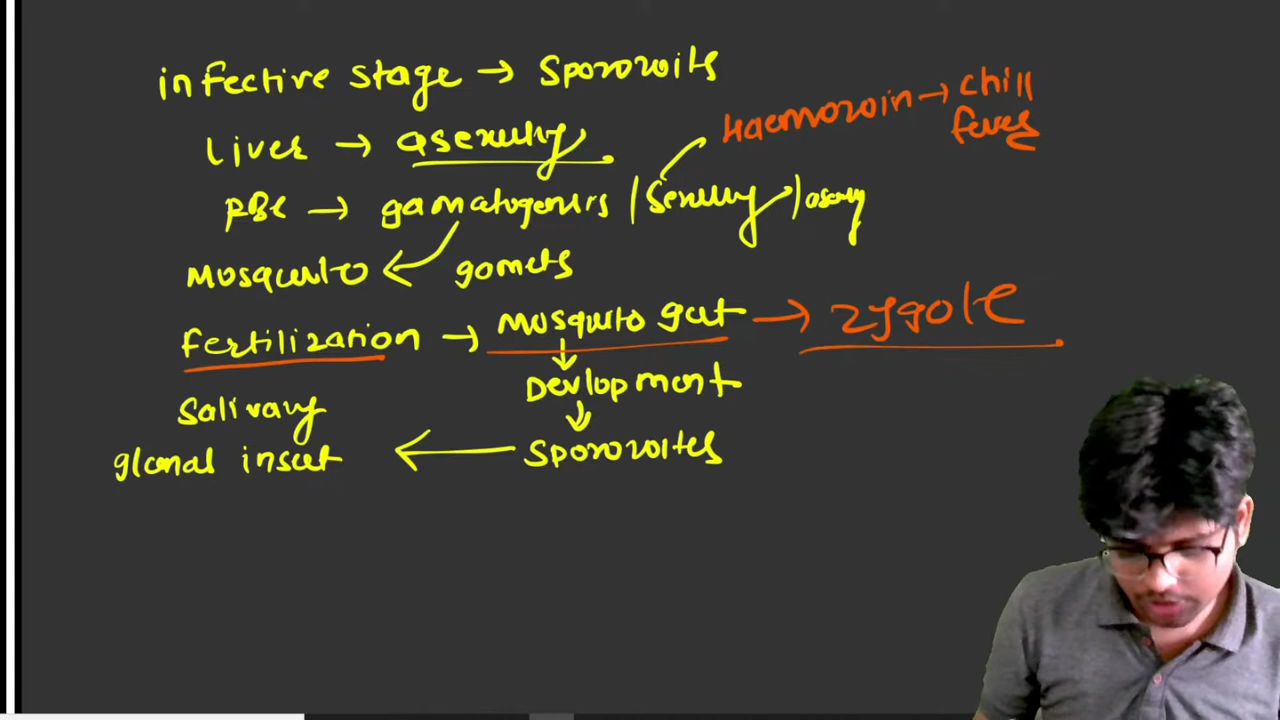 infective stage → Sporozoits
Haemozoin → chill
fever
liver → asexully
RBC → gamatogenesis | Sexully |
Mosquito ← gamets
fertilization → Mosquito gut → zygote
Devlopment
Salivary
gland insect ← Sporozoites